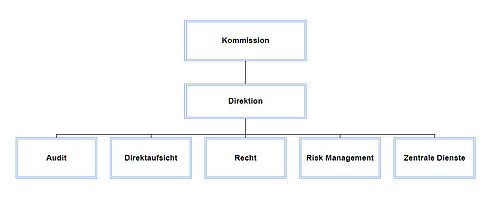 Kommission
Direktion
Audit
Direktaufsicht
Recht
Risk Management
Zentrale Dienste